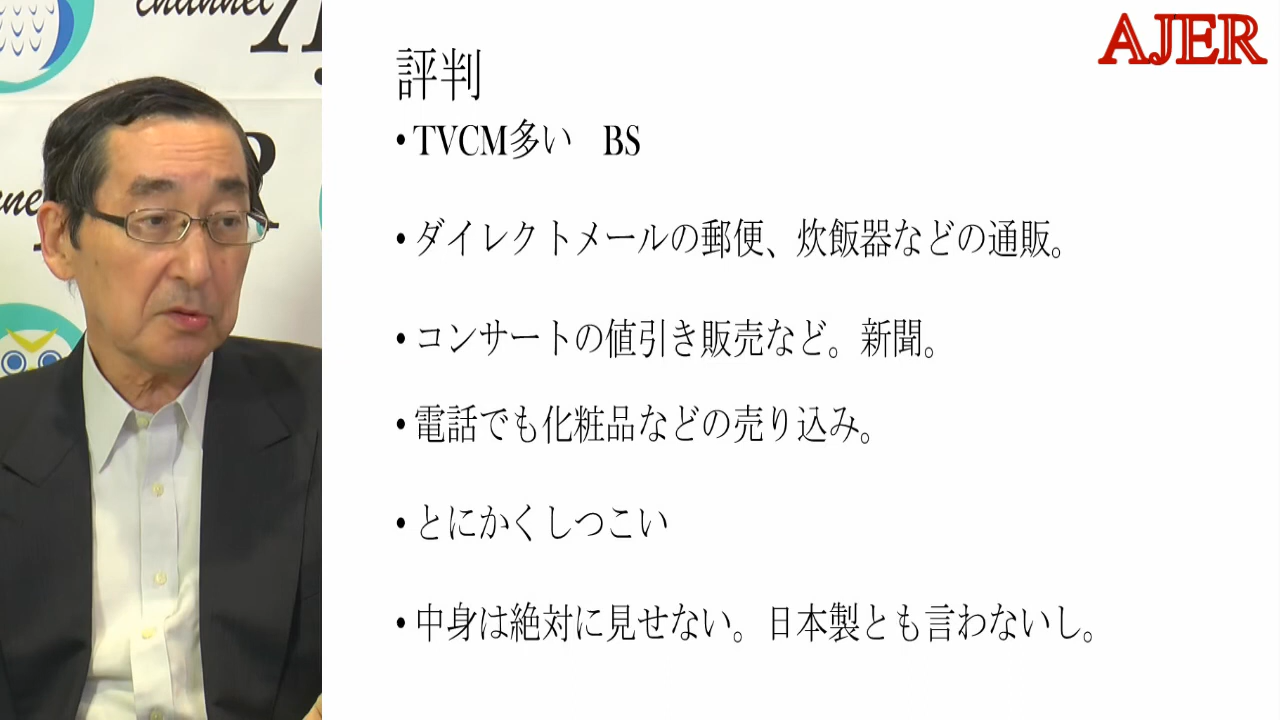 channel
AJER
評判
•TVCM多い　BS
•ダイレクトメールの郵便、炊飯器などの通販。
•コンサートの値引き販売など。新聞。
•電話でも化粧品などの売り込み。
•とにかくしつこい
•中身は絶対に見せない。日本製とも言わないし。